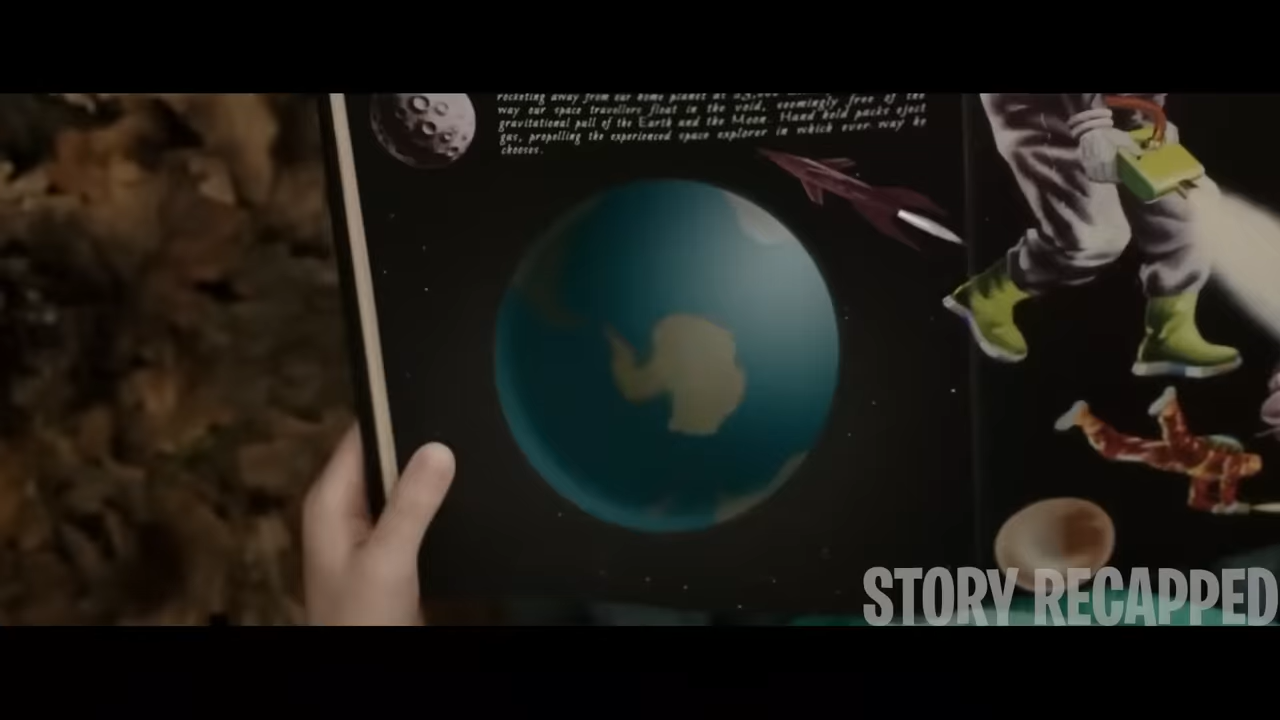 rocketing away from our home planet at
way our space travellers float in the void, seemingly free of the
gravitational pull of the Earth and the Moon. Hand held packs eject
gas, propelling the experienced space explorer in which ever way he
chooses.
STORY RECAPPED